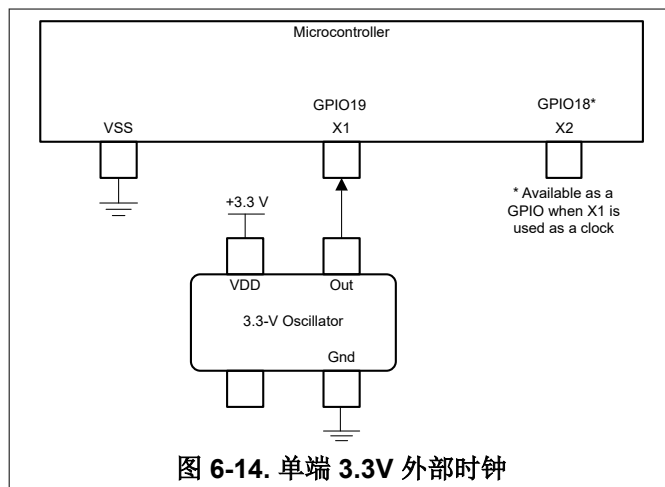 Microcontroller
GPIO19
GPIO18*
VSS
X1
X2
* Available as a
GPIO when X1 is
used as a clock
+3.3 V
VDD
Out
3.3-V Oscillator
Gnd
图 6-14. 单端 3.3V 外部时钟